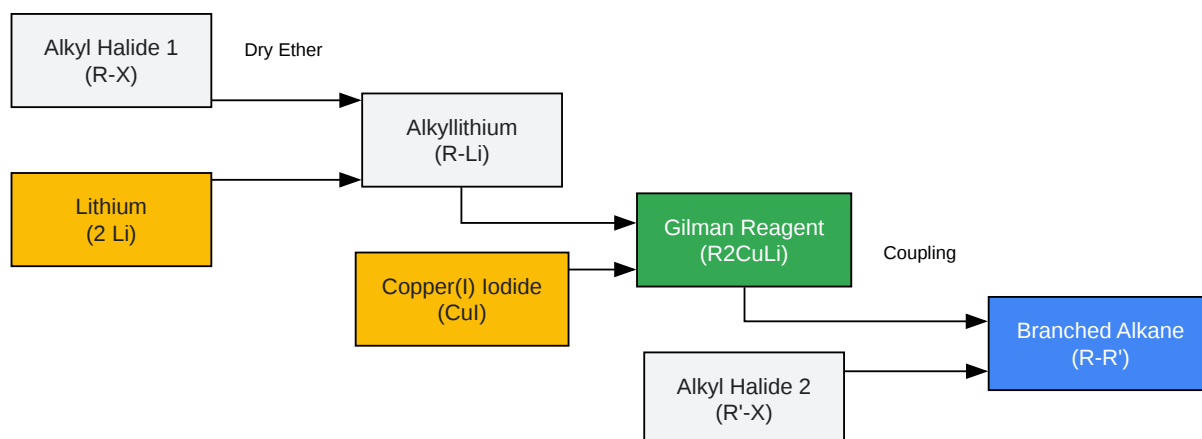 Alkyl Halide 1
(R-X)
Dry Ether
Alkyllithium
(R-Li)
Lithium
(2 Li)
Gilman Reagent
(R2CuLi)
Coupling
Copper(I) Iodide
(CuI)
Branched Alkane
(R-R')
Alkyl Halide 2
(R'-X)